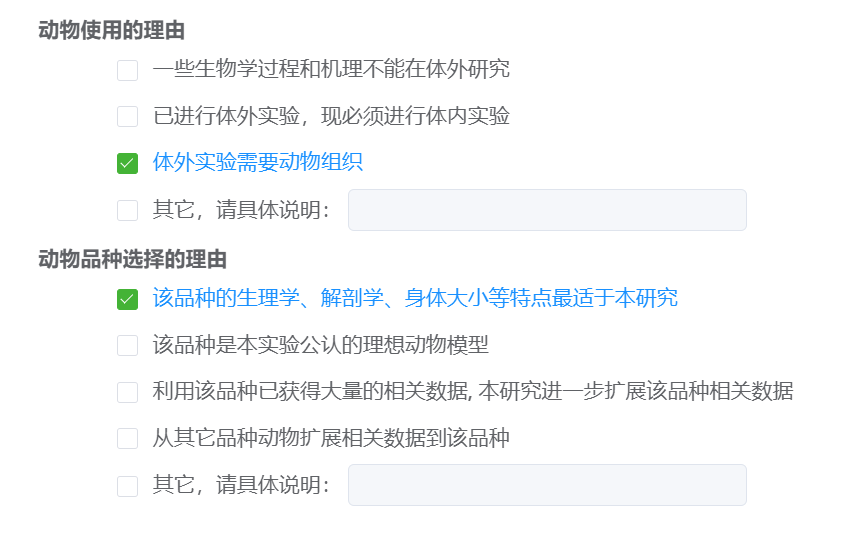 动物使用的理由
一些生物学过程和机理不能在体外研究
已进行体外实验，现必须进行体内实验
体外实验需要动物组织
其它，请具体说明：
动物品种选择的理由
该品种的生理学、解剖学、身体大小等特点最适于本研究
该品种是本实验公认的理想动物模型
利用该品种已获得大量的相关数据, 本研究进一步扩展该品种相关数据
从其它品种动物扩展相关数据到该品种
其它，请具体说明：